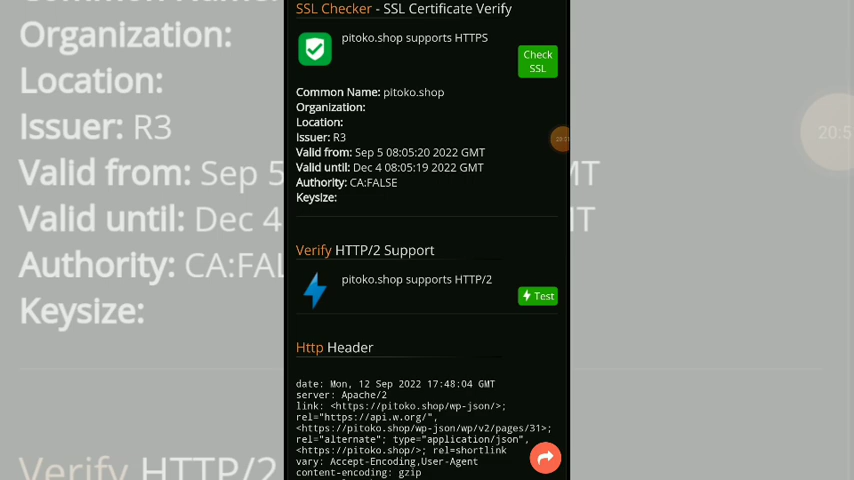 SSL Checker - SSL Certificate Verify
pitoko.shop supports HTTPS
Check
SSL
Common Name: pitoko.shop
Organization:
Location:
Issuer: R3
Valid from: Sep 5 08:05:20 2022 GMT
Valid until: Dec 4 08:05:19 2022 GMT
Authority: CA:FALSE
Keysize:
Verify HTTP/2 Support
pitoko.shop supports HTTP/2
Test
Http Header
date: Mon, 12 Sep 2022 17:48:04 GMT
server: Apache/2
link: <https://pitoko.shop/wp-json/>;
rel="https://api.w.org/",
<https://pitoko.shop/wp-json/wp/v2/pages/31>;
rel="alternate"; type="application/json",
<https://pitoko.shop/>; rel=shortlink
vary: Accept-Encoding,User-Agent
content-encoding: gzip
Organization:
Location:
Issuer: R3
Valid from: Sep 5
Valid until: Dec 4
Authority: CA:FAL
Keysize:
Verify HTTP/2